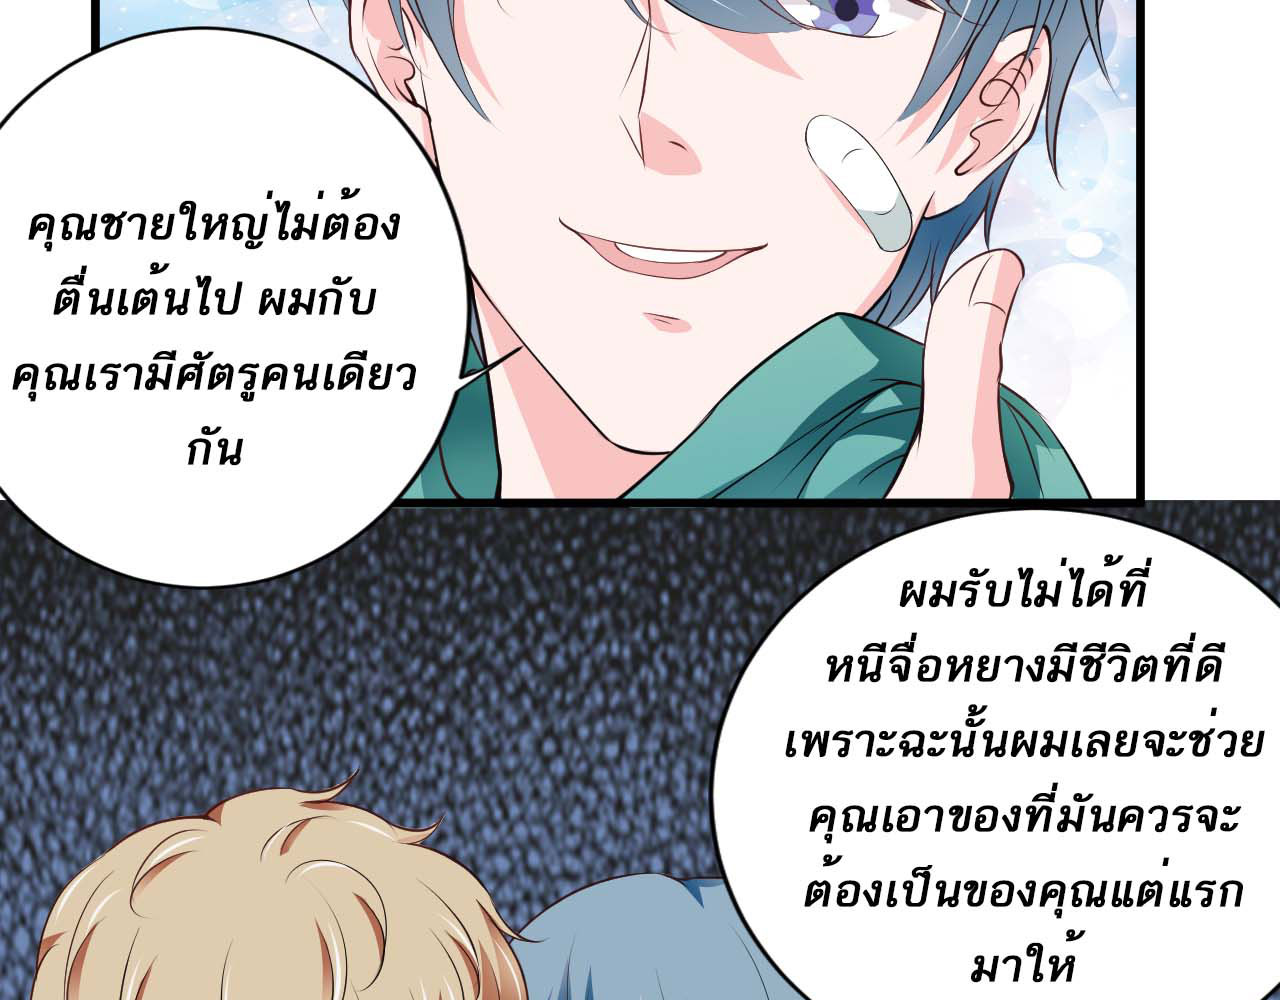 คุณชายใหญ่ไม่ต้อง
ตื่นเต้นไป ผมกับ
คุณเรามีศัตรูคนเดียว
กัน
ผมรับไม่ได้ที่
หนีจื่อหยางมีชีวิตที่ดี
เพราะฉะนั้นผมเลยจะช่วย
คุณเอาของที่มันควรจะ
ต้องเป็นของคุณแต่แรก
มาให้